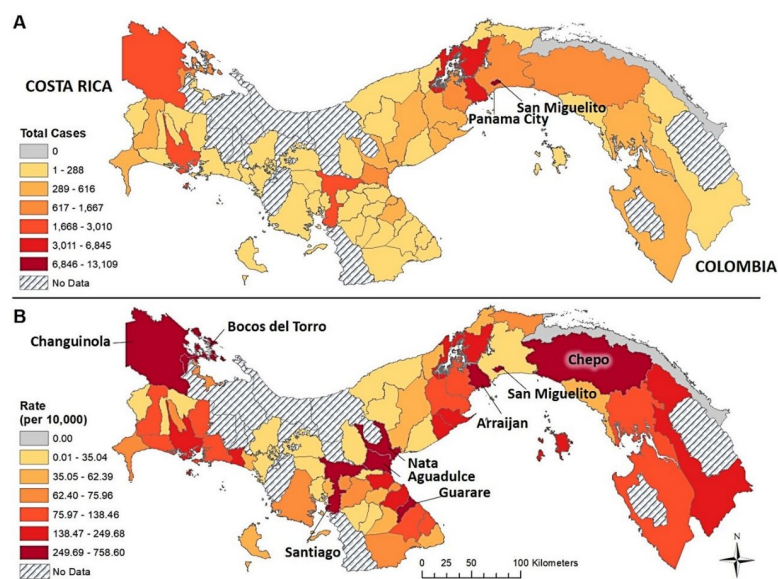 A
COSTA RICA
San Miguelito
Panama City
Total Cases
0
1 - 288
289 - 616
617 - 1,667
1,668 - 3,010
3,011 - 6,845
6,846 - 13,109
No Data
COLOMBIA
B
Bocos del Torro
Changuinola
Chepo
San Miguelito
Arraijan
Rate
(per 10,000)
0.00
0.01 - 35.04
35.05 - 62.39
62.40 - 75.96
75.97 - 138.46
138.47 - 249.68
249.69 - 758.60
No Data
Nata
Aguadulce
Guarare
Santiago
N
0 25 50 100 Kilometers